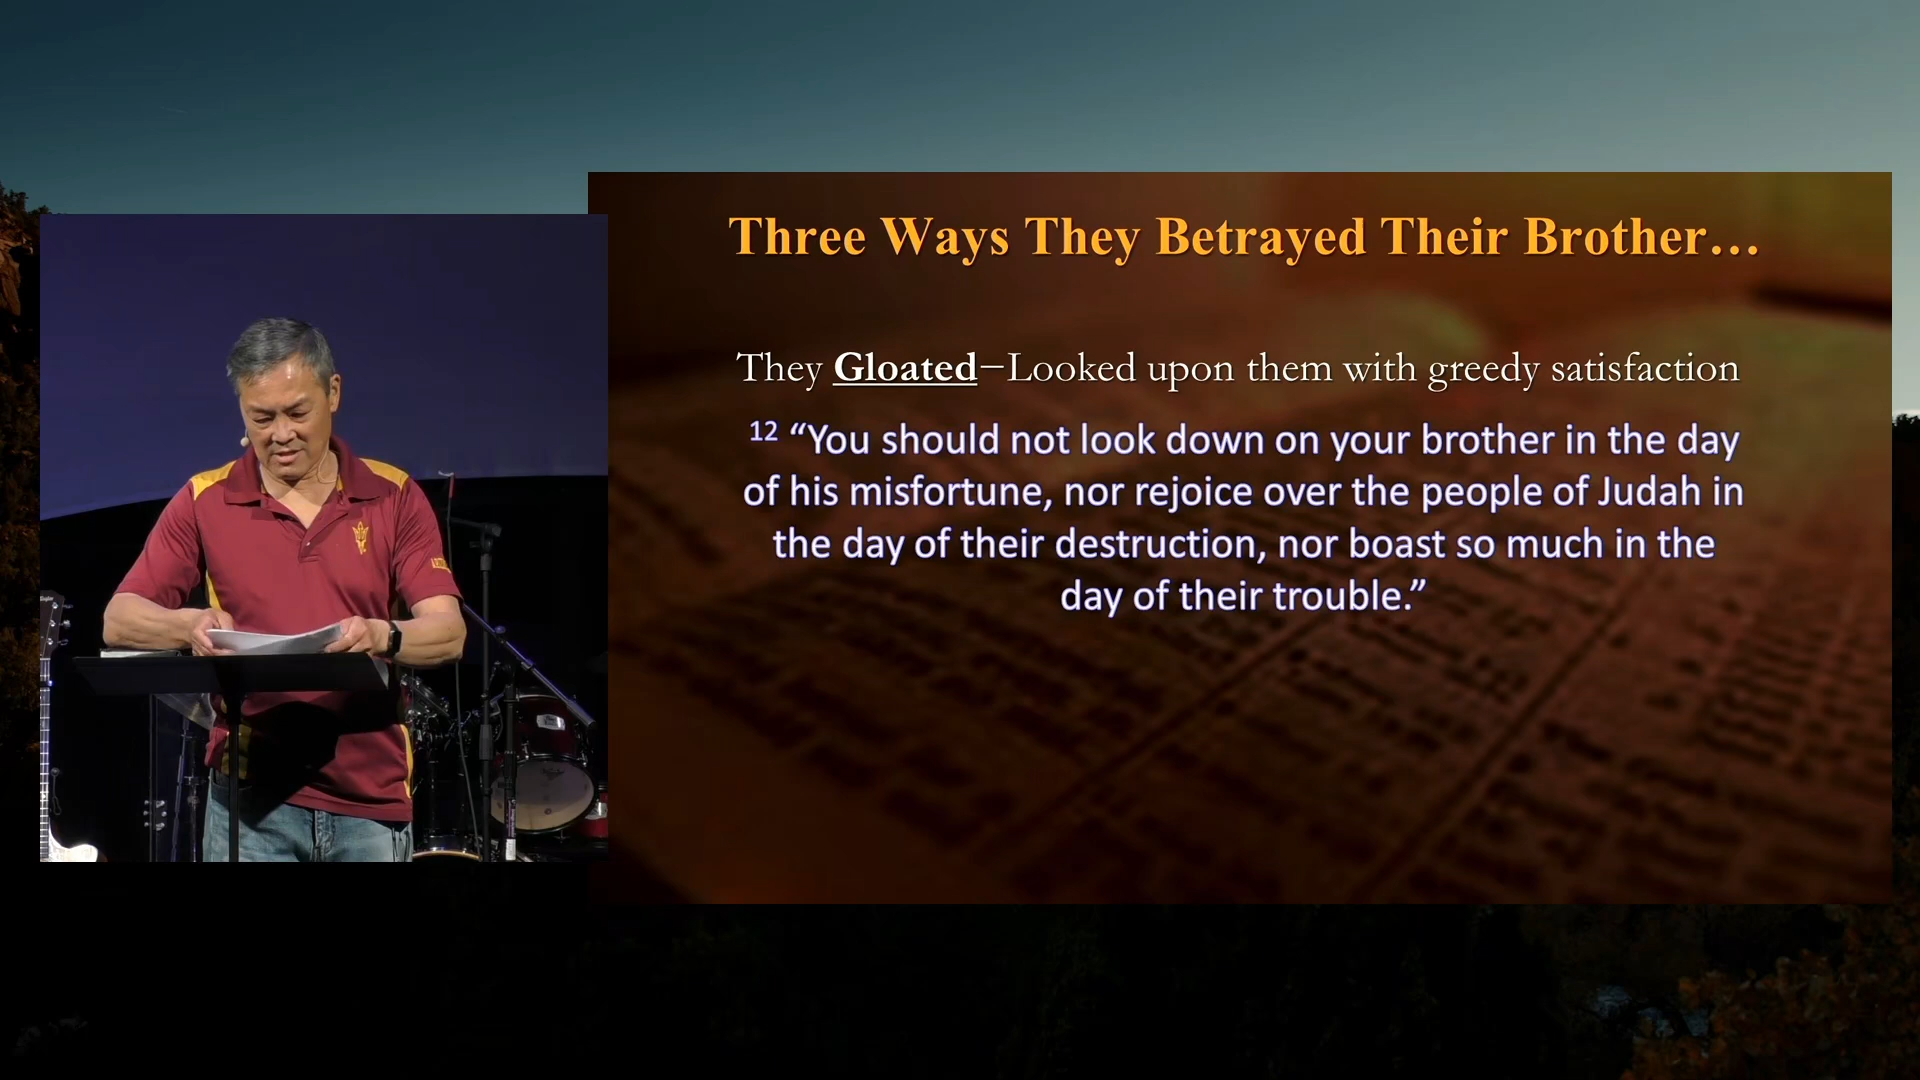 Three Ways They Betrayed Their Brother…
They Gloated–Looked upon them with greedy satisfaction
12 “You should not look down on your brother in the day
of his misfortune, nor rejoice over the people of Judah in
the day of their destruction, nor boast so much in the
day of their trouble.”